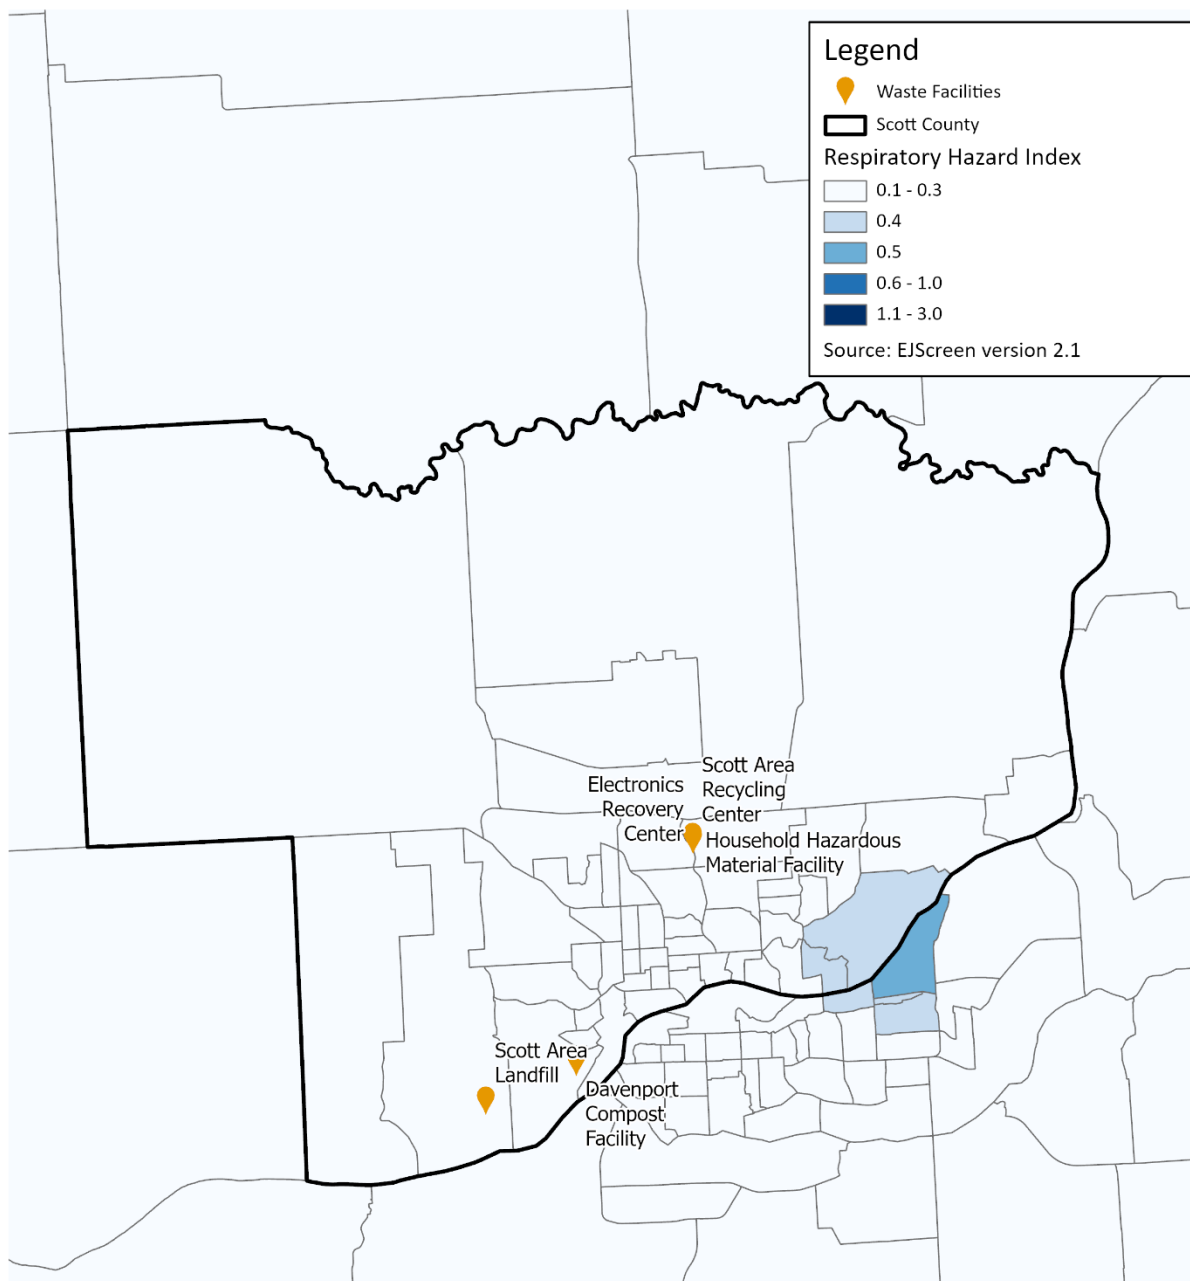 Legend
Waste Facilities
Scott County
Respiratory Hazard Index
0.1 - 0.3
0.4
0.5
0.6 - 1.0
1.1 - 3.0
Source: EJScreen version 2.1
Electronics
Recovery
Center
Scott Area
Recycling
Center
Household Hazardous
Material Facility
Scott Area
Landfill
Davenport
Compost
Facility